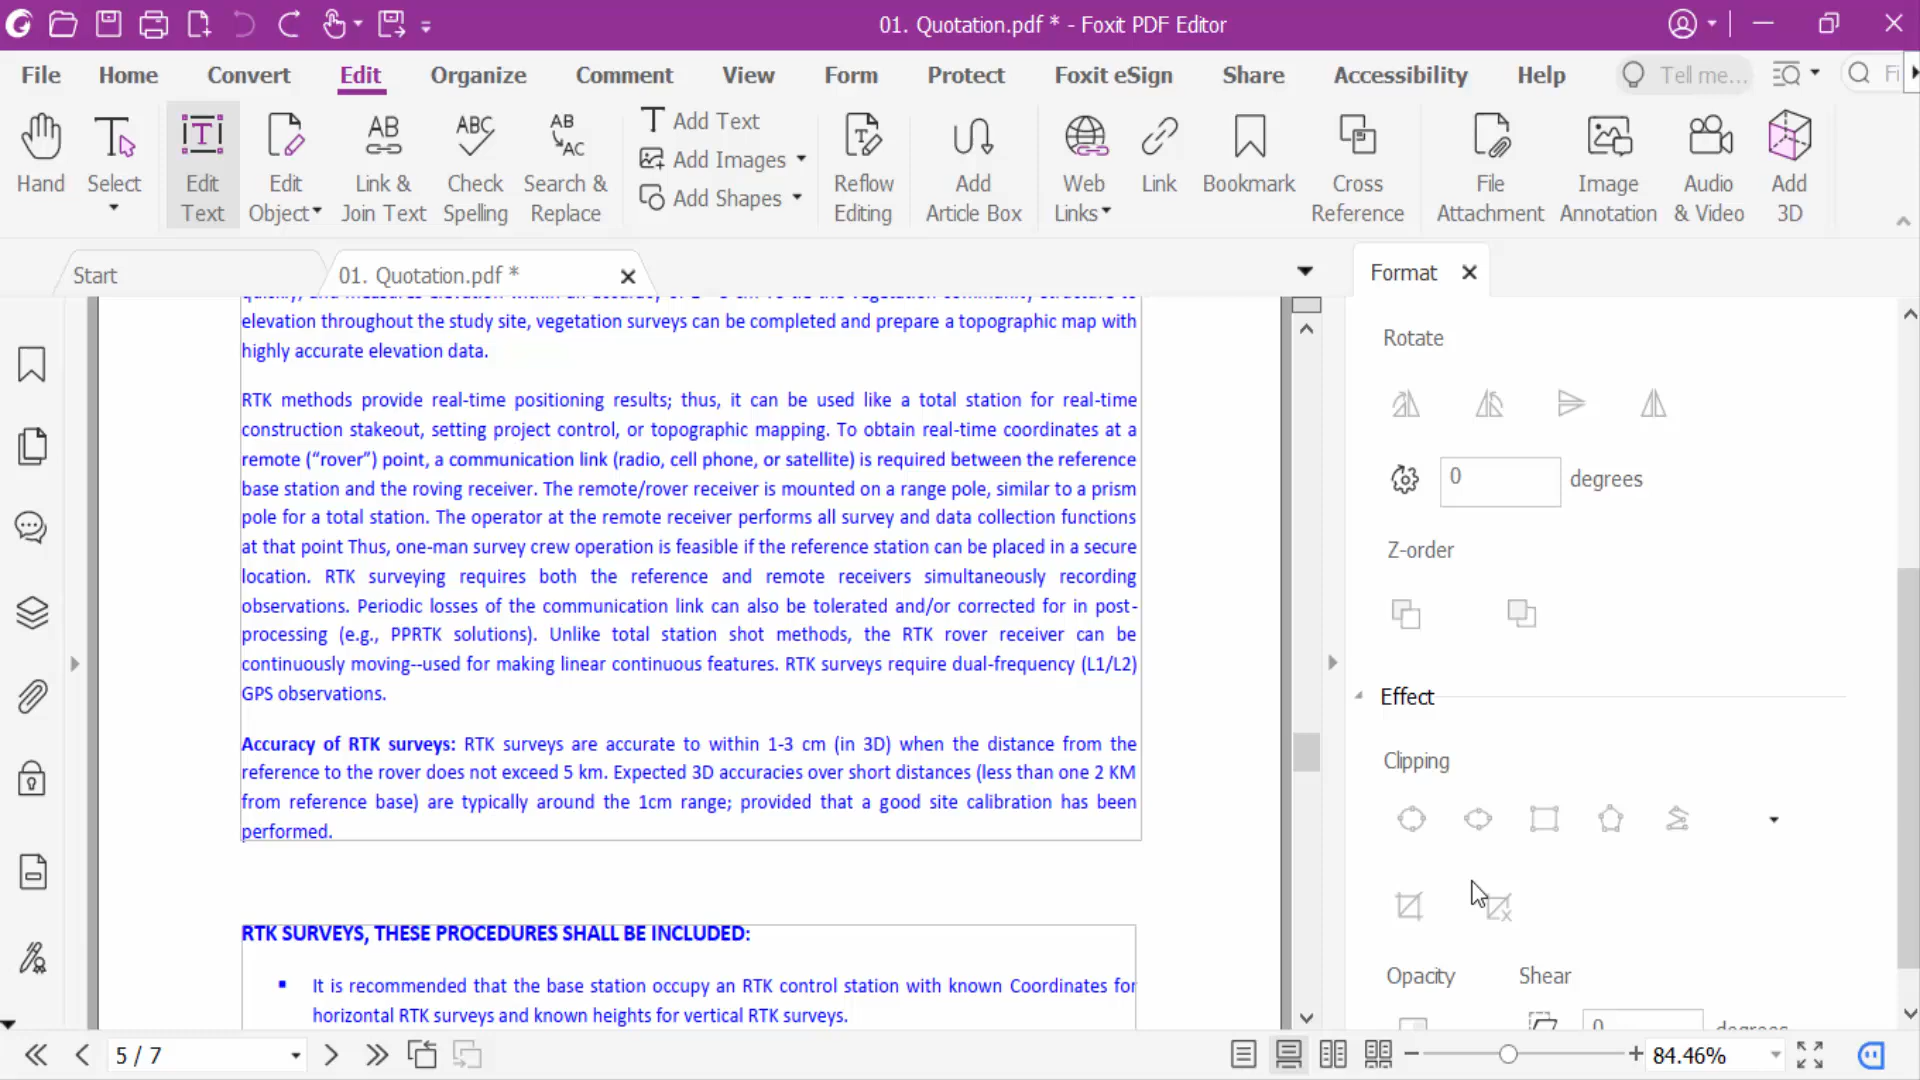 01. Quotation.pdf * - Foxit PDF Editor
File Home Convert Edit Organize Comment View Form Protect Foxit eSign Share Accessibility Help Tell me... Fi
Hand
Select
Edit
Text
Edit
Object
Link &
Join Text
Check
Spelling
Search &
Replace
Add Text
Add Images
Add Shapes
Reflow
Editing
Add
Article Box
Web
Links
Link
Bookmark
Cross
Reference
File
Attachment
Image
Annotation
Audio
& Video
Add
3D
Start
01. Quotation.pdf *
Format
elevation throughout the study site, vegetation surveys can be completed and prepare a topographic map with
highly accurate elevation data.
RTK methods provide real-time positioning results; thus, it can be used like a total station for real-time
construction stakeout, setting project control, or topographic mapping. To obtain real-time coordinates at a
remote (“rover”) point, a communication link (radio, cell phone, or satellite) is required between the reference
base station and the roving receiver. The remote/rover receiver is mounted on a range pole, similar to a prism
pole for a total station. The operator at the remote receiver performs all survey and data collection functions
at that point Thus, one-man survey crew operation is feasible if the reference station can be placed in a secure
location. RTK surveying requires both the reference and remote receivers simultaneously recording
observations. Periodic losses of the communication link can also be tolerated and/or corrected for in post-
processing (e.g., PPRTK solutions). Unlike total station shot methods, the RTK rover receiver can be
continuously moving--used for making linear continuous features. RTK surveys require dual-frequency (L1/L2)
GPS observations.
Accuracy of RTK surveys: RTK surveys are accurate to within 1-3 cm (in 3D) when the distance from the
reference to the rover does not exceed 5 km. Expected 3D accuracies over short distances (less than one 2 KM
from reference base) are typically around the 1cm range; provided that a good site calibration has been
performed.
RTK SURVEYS, THESE PROCEDURES SHALL BE INCLUDED:
▪ It is recommended that the base station occupy an RTK control station with known Coordinates for
horizontal RTK surveys and known heights for vertical RTK surveys.
Rotate
0 degrees
Z-order
Effect
Clipping
Opacity Shear
0 degrees
5 / 7
84.46%